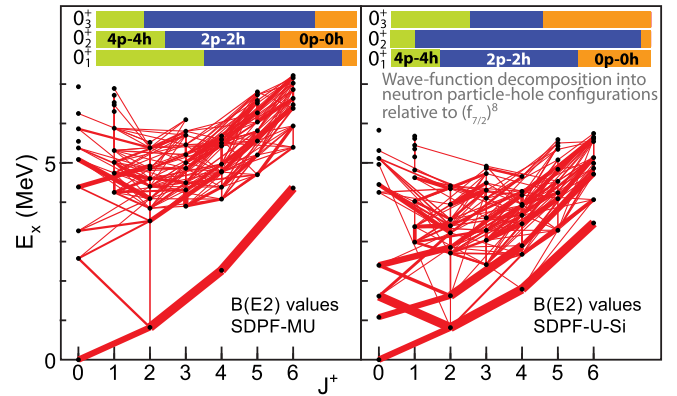 0⁺₃
0⁺₂ 4p-4h 2p-2h 0p-0h
0⁺₁
B(E2) values
SDPF-MU
0⁺₃
0⁺₂
0⁺₁ 4p-4h 2p-2h 0p-0h
Wave-function decomposition into
neutron particle-hole configurations
relative to (f₇/₂)⁸
B(E2) values
SDPF-U-Si
Eₓ (MeV)
5
0
0 1 2 3 4 5 6
0 1 2 3 4 5 6
J⁺